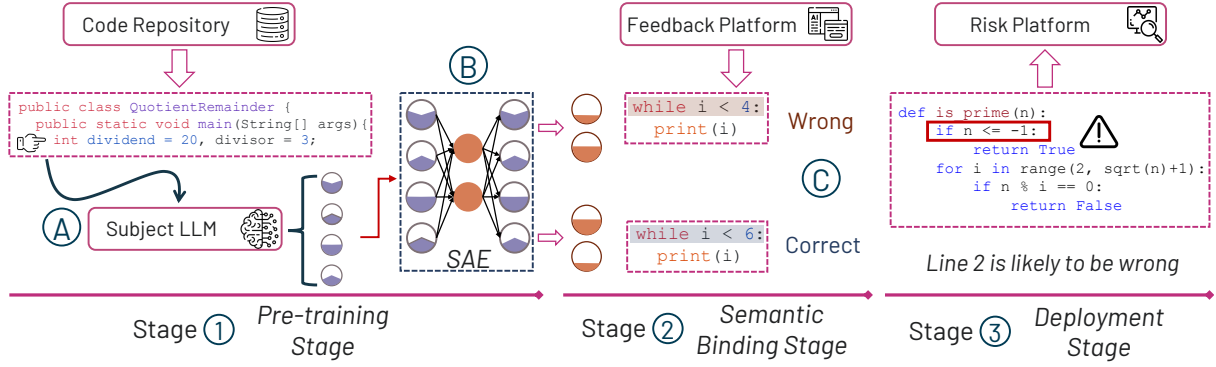 Code Repository
public class QuotientRemainder {
public static void main(String[] args){
int dividend = 20, divisor = 3;
A
Subject LLM
B
SAE
Stage 1 Pre-training
Stage
Feedback Platform
AI
while i < 4:
print(i)
Wrong
C
while i < 6:
print(i)
Correct
Stage 2 Semantic
Binding Stage
Risk Platform
def is prime(n):
if n <= -1:
return True
for i in range(2, sqrt(n)+1):
if n % i == 0:
return False
Line 2 is likely to be wrong
Stage 3 Deployment
Stage